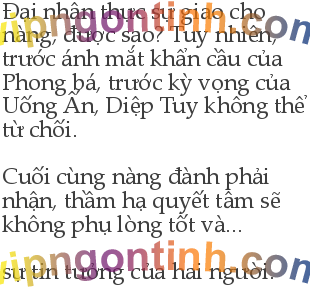 Đại nhân thực sự giao cho
nàng, được sao? Tuy nhiên,
trước ánh mắt khẩn cầu của
Phong bá, trước kỳ vọng của
Uống Ẩn, Diệp Tuy không thể
từ chối.
Cuối cùng nàng đành phải
nhận, thầm hạ quyết tâm sẽ
không phụ lòng tốt và...
sự tin tưởng của hai người.
vipngontinh.com
vipngontinh.com